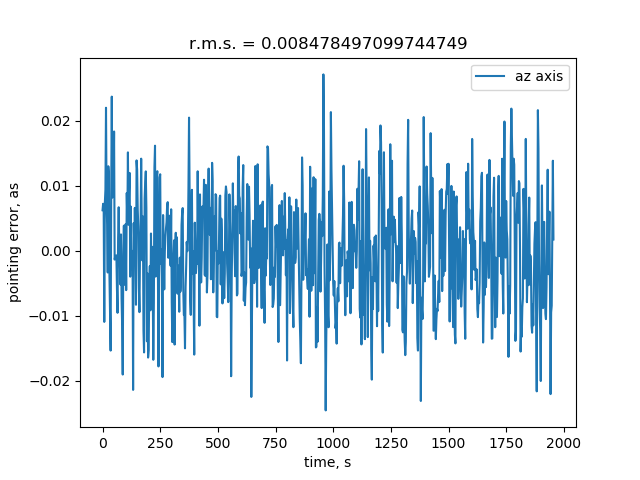 r.m.s. = 0.008478497099744749
az axis
0.02
0.01
0.00
−0.01
−0.02
pointing error, as
0 250 500 750 1000 1250 1500 1750 2000
time, s